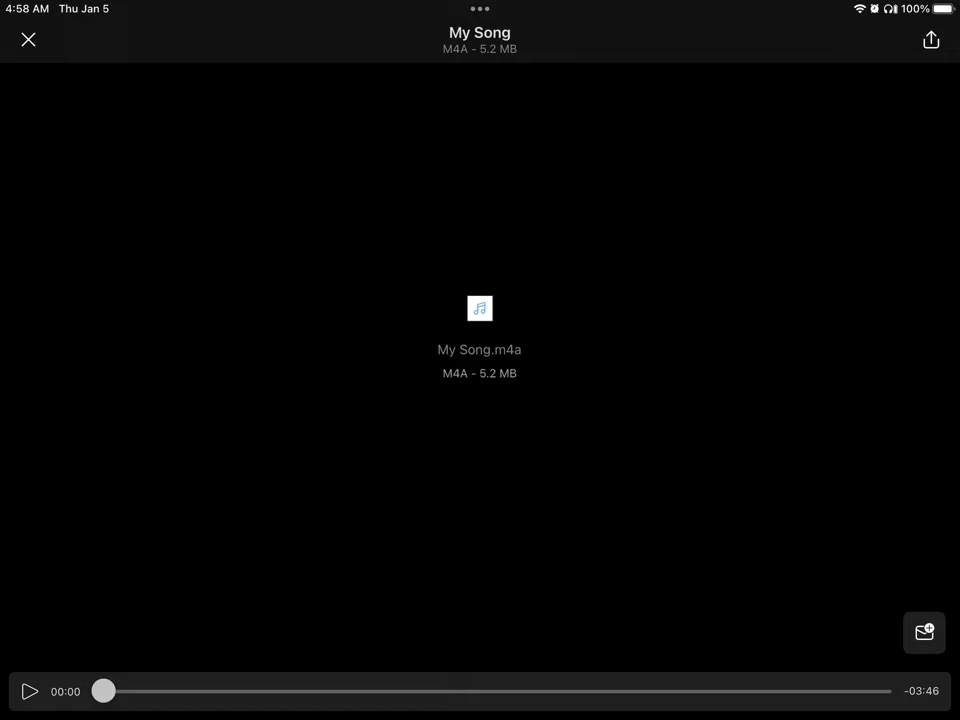 4:58 AM Thu Jan 5
100%
My Song
M4A - 5.2 MB
My Song.m4a
M4A - 5.2 MB
00:00
-03:46